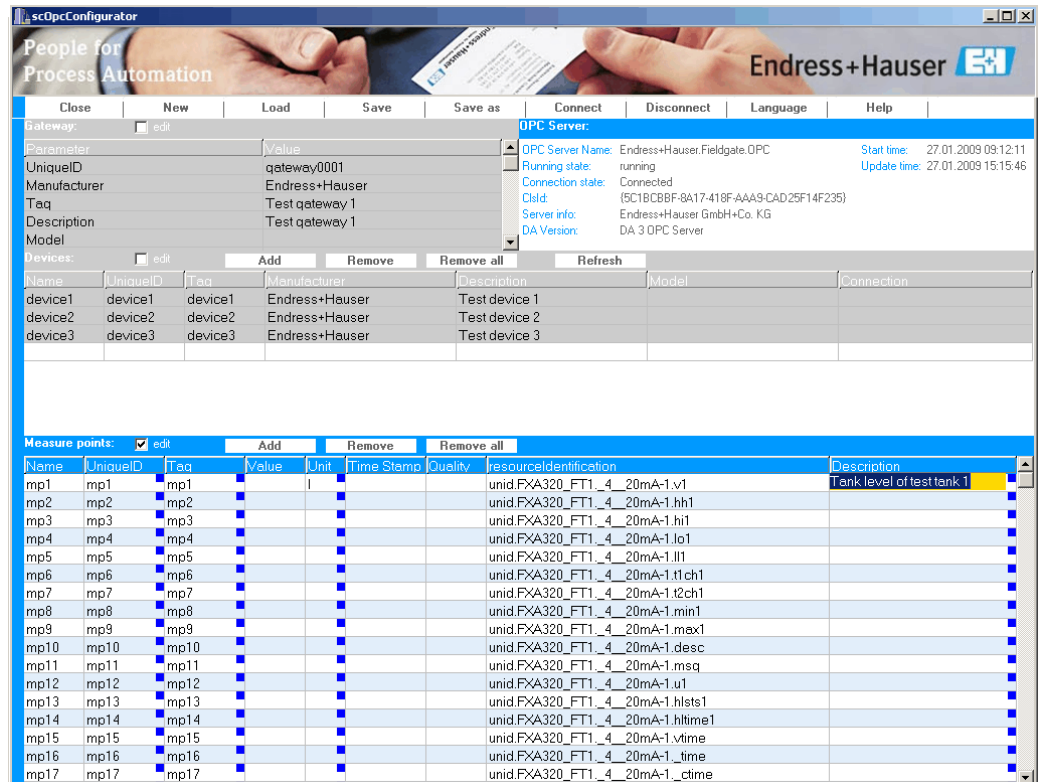 scOpcConfigurator
People for
Process Automation
Endress+Hauser
Close New Load Save Save as Connect Disconnect Language Help
Gateway: edit OPC Server:
Parameter Value
UniqueID gateway0001
Manufacturer Endress+Hauser
Tag Test gateway 1
Description Test gateway 1
Model
OPC Server Name: Endress+Hauser.Fieldgate.OPC Start time: 27.01.2009 09:12:11
Running state: running Update time: 27.01.2009 15:15:46
Connection state: Connected
ClsId: {5C1BCBBF-8A17-418F-AAA9-CAD25F14F235}
Server info: Endress+Hauser GmbH+Co. KG
DA Version: DA 3 OPC Server
Devices: edit Add Remove Remove all Refresh
Name UniqueID Tag Manufacturer Description Model Connection
device1 device1 device1 Endress+Hauser Test device 1
device2 device2 device2 Endress+Hauser Test device 2
device3 device3 device3 Endress+Hauser Test device 3
Measure points: edit Add Remove Remove all
Name UniqueID Tag Value Unit Time Stamp Quality resourceIdentification Description
mp1 mp1 mp1 l unid.FXA320_FT1._4__20mA-1.v1 Tank level of test tank 1
mp2 mp2 mp2 unid.FXA320_FT1._4__20mA-1.hh1
mp3 mp3 mp3 unid.FXA320_FT1._4__20mA-1.hi1
mp4 mp4 mp4 unid.FXA320_FT1._4__20mA-1.lo1
mp5 mp5 mp5 unid.FXA320_FT1._4__20mA-1.ll1
mp6 mp6 mp6 unid.FXA320_FT1._4__20mA-1.t1ch1
mp7 mp7 mp7 unid.FXA320_FT1._4__20mA-1.t2ch1
mp8 mp8 mp8 unid.FXA320_FT1._4__20mA-1.min1
mp9 mp9 mp9 unid.FXA320_FT1._4__20mA-1.max1
mp10 mp10 mp10 unid.FXA320_FT1._4__20mA-1.desc
mp11 mp11 mp11 unid.FXA320_FT1._4__20mA-1.msg
mp12 mp12 mp12 unid.FXA320_FT1._4__20mA-1.u1
mp13 mp13 mp13 unid.FXA320_FT1._4__20mA-1.hlsts1
mp14 mp14 mp14 unid.FXA320_FT1._4__20mA-1.hltime1
mp15 mp15 mp15 unid.FXA320_FT1._4__20mA-1.vtime
mp16 mp16 mp16 unid.FXA320_FT1._4__20mA-1._time
mp17 mp17 mp17 unid.FXA320_FT1._4__20mA-1._ctime